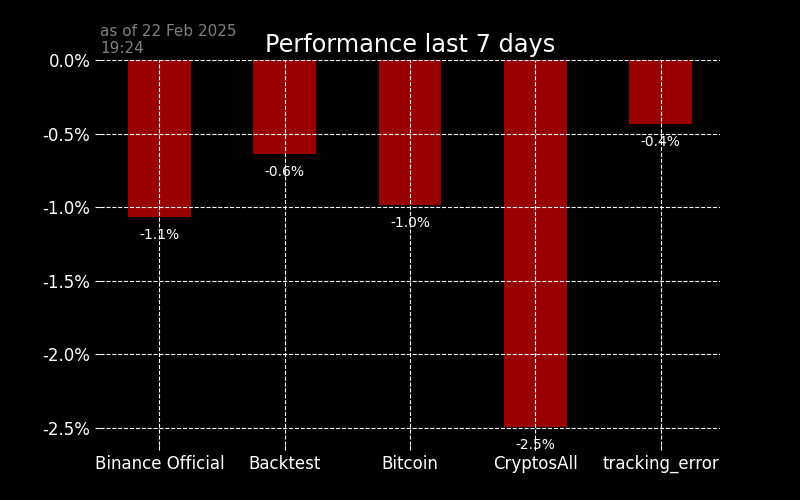 as of 22 Feb 2025
19:24
Performance last 7 days
0.0%
-0.5%
-1.0%
-1.5%
-2.0%
-2.5%
-1.1%
-0.6%
-1.0%
-2.5%
-0.4%
Binance Official
Backtest
Bitcoin
CryptosAll
tracking_error